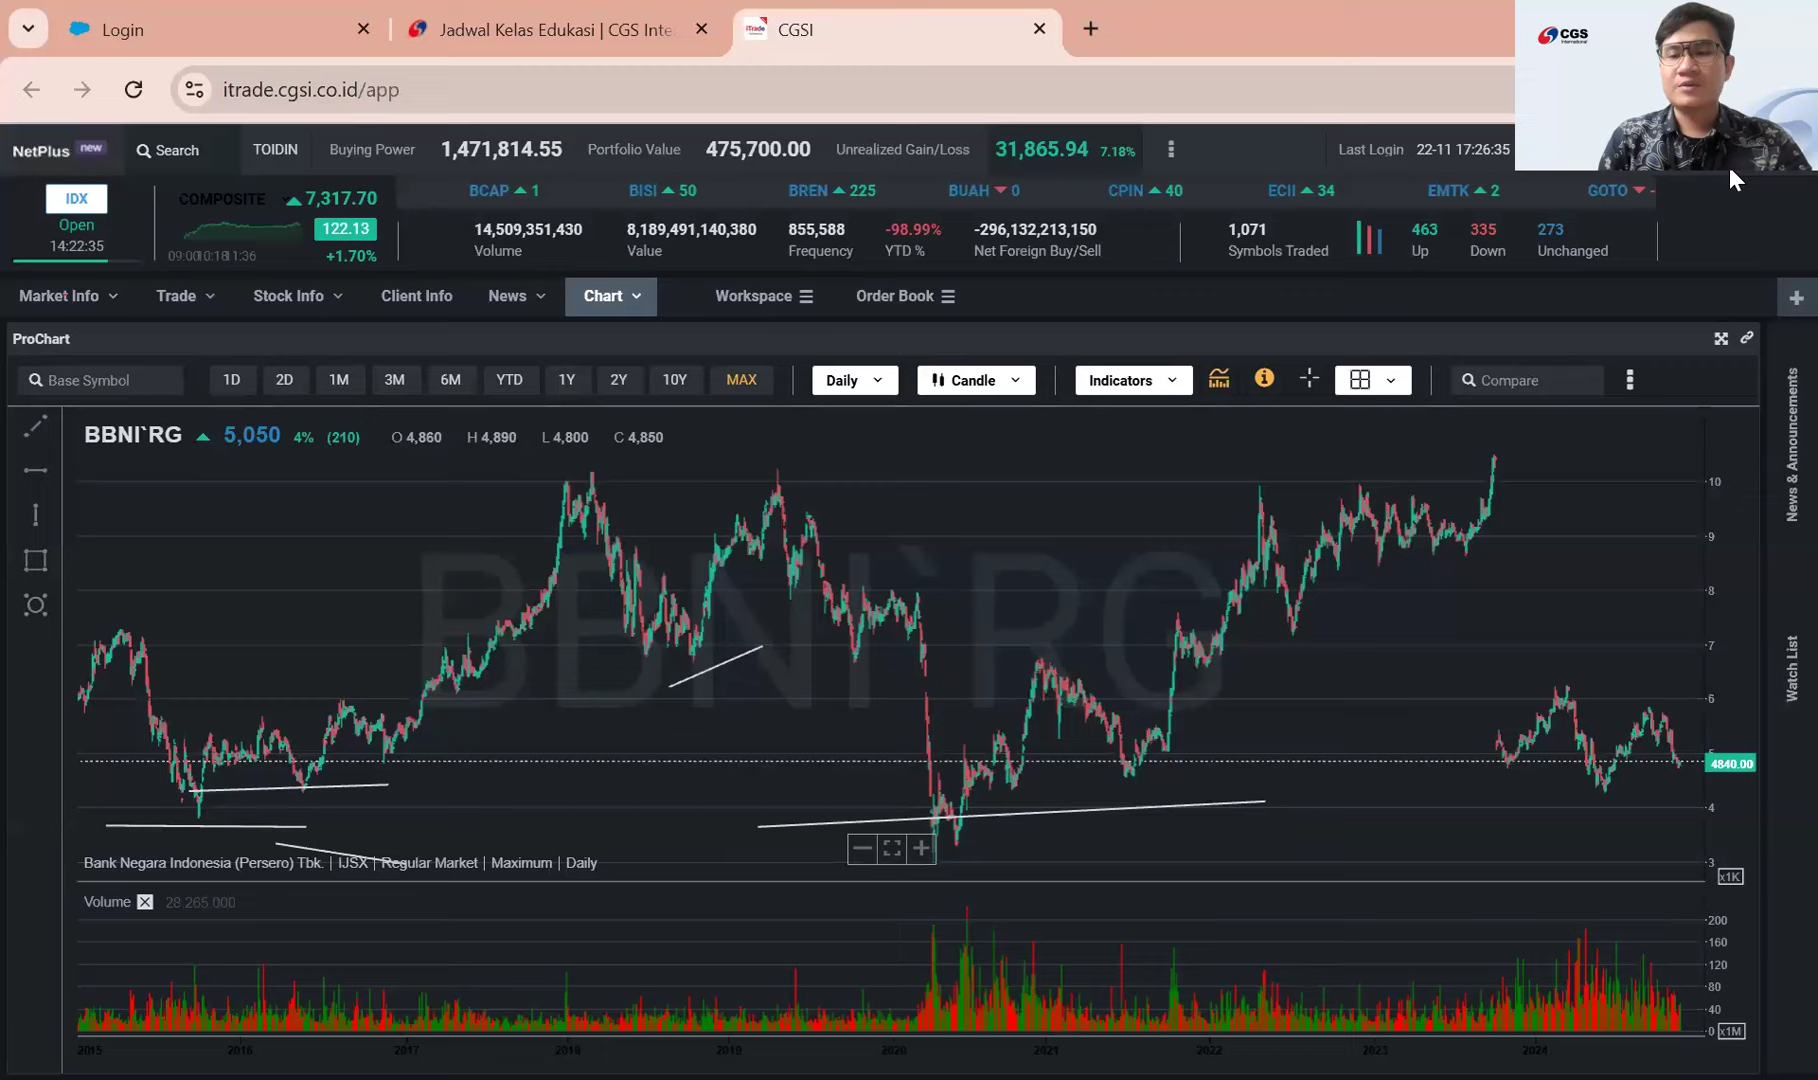 Login
Jadwal Kelas Edukasi | CGS Inte
CGSI
CGS
International
itrade.cgsi.co.id/app
NetPlus new
Search
TOIDIN
Buying Power 1,471,814.55
Portfolio Value 475,700.00
Unrealized Gain/Loss 31,865.94 7.18%
Last Login 22-11 17:26:35
IDX
Open
14:22:35
COMPOSITE 7,317.70
122.13
+1.70%
09:00 10:18 11:36
BCAP 1
BISI 50
BREN 225
BUAH 0
CPIN 40
ECII 34
EMTK 2
GOTO -
14,509,351,430
Volume
8,189,491,140,380
Value
855,588
Frequency
-98.99%
YTD %
-296,132,213,150
Net Foreign Buy/Sell
1,071
Symbols Traded
463
Up
335
Down
273
Unchanged
Market Info
Trade
Stock Info
Client Info
News
Chart
Workspace
Order Book
ProChart
Base Symbol
1D 2D 1M 3M 6M YTD 1Y 2Y 10Y MAX
Daily
Candle
Indicators
Compare
BBNI`RG 5,050 4% (210) O 4,860 H 4,890 L 4,800 C 4,850
BBNI`RG
10
9
8
7
6
5
4840.00
4
3
x1K
Bank Negara Indonesia (Persero) Tbk. | IJSX | Regular Market | Maximum | Daily
Volume 28.265.000
200
160
120
80
40
0
x1M
2015 2016 2017 2018 2019 2020 2021 2022 2023 2024
News & Announcements
Watch List